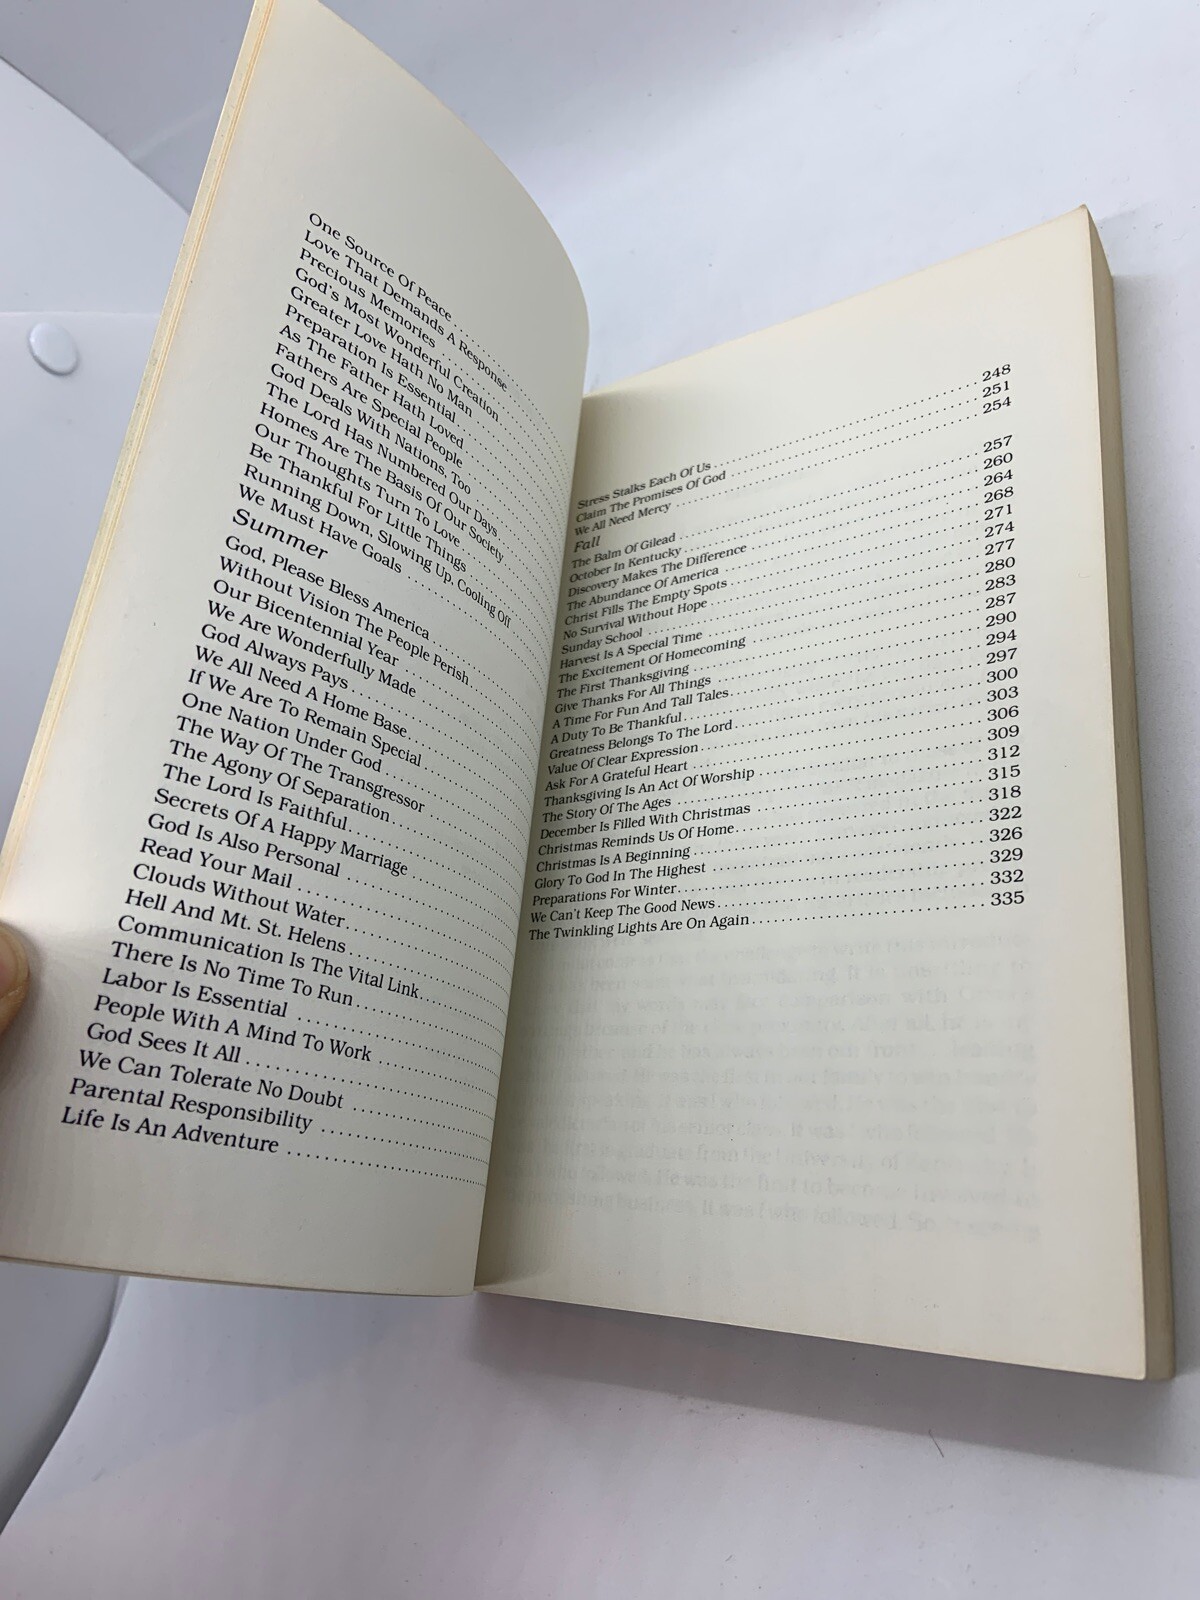 One Source Of Peace
Love That Demands A Response
Precious Memories
God's Most Wonderful Creation
Greater Love Hath No Man
Preparation Is Essential
As The Father Hath Loved
Fathers Are Special People
God Deals With Nations, Too
The Lord Has Numbered Our Days
Homes Are The Basis Of Our Society
Our Thoughts Turn To Love
Be Thankful For Little Things
Running Down, Slowing Up, Cooling Off
We Must Have Goals
Summer
God, Please Bless America
Without Vision The People Perish
Our Bicentennial Year
We Are Wonderfully Made
God Always Pays
We All Need A Home Base
If We Are To Remain Special
One Nation Under God
The Way Of The Transgressor
The Agony Of Separation
The Lord Is Faithful
Secrets Of A Happy Marriage
God Is Also Personal
Read Your Mail
Clouds Without Water
Hell And Mt. St. Helens
Communication Is The Vital Link
There Is No Time To Run
Labor Is Essential
People With A Mind To Work
God Sees It All
We Can Tolerate No Doubt
Parental Responsibility
Life Is An Adventure
Stress Stalks Each Of Us 248
Claim The Promises Of God 251
We All Need Mercy 254
Fall
The Balm Of Gilead 257
October In Kentucky 260
Discovery Makes The Difference 264
The Abundance Of America 268
Christ Fills The Empty Spots 271
No Survival Without Hope 274
Sunday School 277
Harvest Is A Special Time 280
The Excitement Of Homecoming 283
The First Thanksgiving 287
Give Thanks For All Things 290
A Time For Fun And Tall Tales 294
A Duty To Be Thankful 297
Greatness Belongs To The Lord 300
Value Of Clear Expression 303
Ask For A Grateful Heart 306
Thanksgiving Is An Act Of Worship 309
The Story Of The Ages 312
December Is Filled With Christmas 315
Christmas Reminds Us Of Home 318
Christmas Is A Beginning 322
Glory To God In The Highest 326
Preparations For Winter 329
We Can't Keep The Good News 332
The Twinkling Lights Are On Again 335